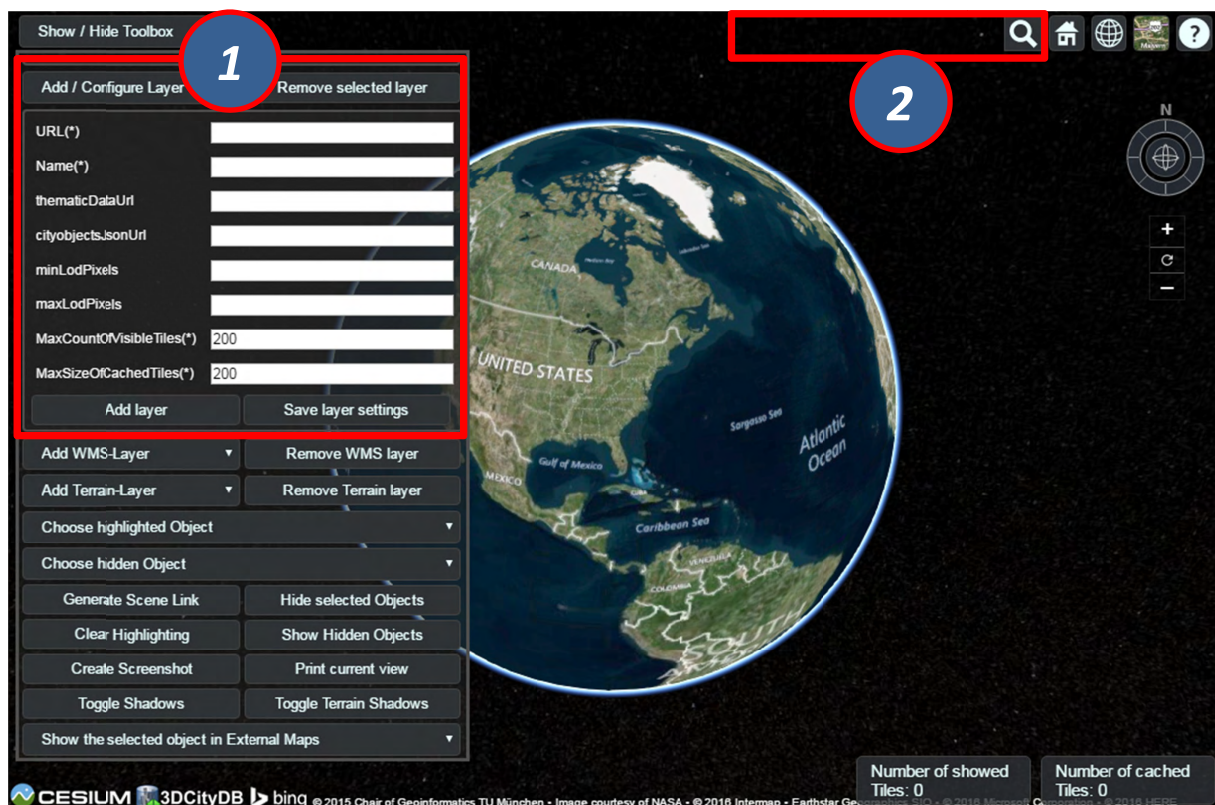 Show / Hide Toolbox
1
2
?
Add / Configure Layer
Remove selected layer
N
URL(*)
Name(*)
thematicDataUrl
cityobjectsJsonUrl
minLodPixels
maxLodPixels
MaxCountOfVisibleTiles(*) 200
MaxSizeOfCachedTiles(*) 200
Add layer
Save layer settings
Add WMS-Layer
Remove WMS layer
Add Terrain-Layer
Remove Terrain layer
Choose highlighted Object
Choose hidden Object
Generate Scene Link
Hide selected Objects
Clear Highlighting
Show Hidden Objects
Create Screenshot
Print current view
Toggle Shadows
Toggle Terrain Shadows
Show the selected object in External Maps
CANADA
UNITED STATES
Sargasso Sea
Atlantic
Ocean
Gulf of Mexico
MEXICO
CUBA
Caribbean Sea
VENEZUELA
COLOMBIA
SOUTH
Number of showed
Tiles: 0
Number of cached
Tiles: 0
CESIUM 3DCityDB bing © 2015 Chair of Geoinformatics TU München • Image courtesy of NASA • © 2016 Intermap • Earthstar Geographics SIO • © 2016 Microsoft Corporation • © 2016 HERE